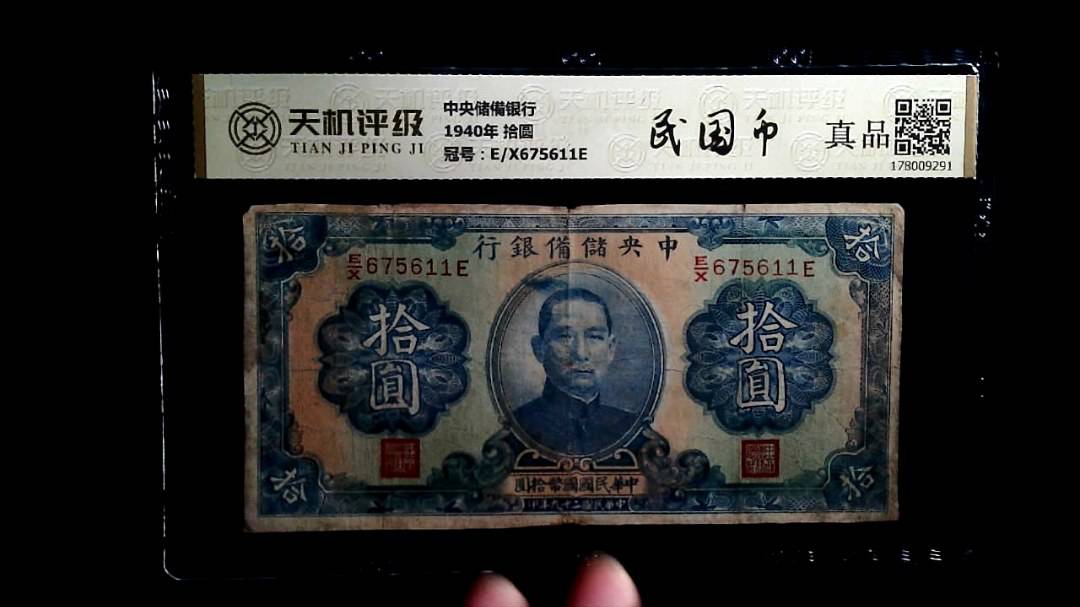 天机评级
TIAN JI PING JI
中央储備银行
1940年 拾圆
冠号：E/X675611E
民国币
真品
178009291
拾
拾
行銀備儲央中
E/X675611E
E/X675611E
拾圓
拾圓
圓拾幣國國民華中
拾
拾